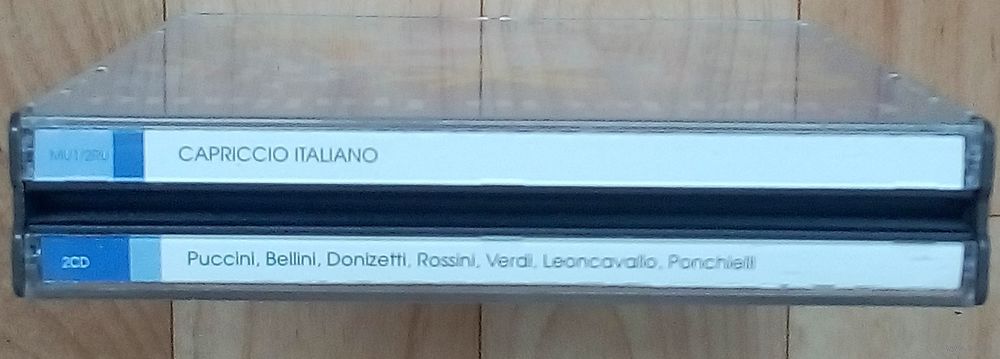 MU1/2RU CAPRICCIO ITALIANO
2CD Puccini, Bellini, Donizetti, Rossini, Verdi, Leoncavallo, Ponchielli